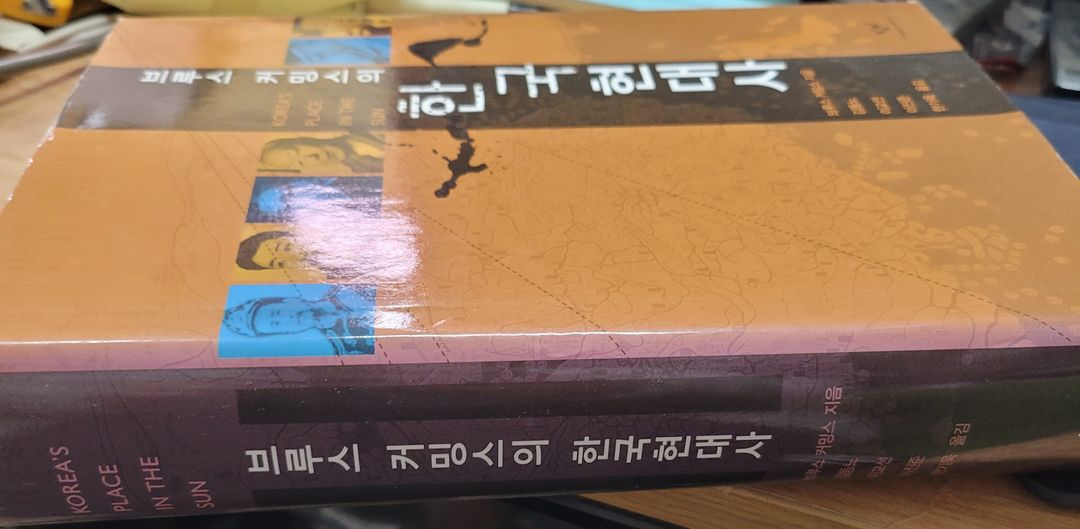 브루스 커밍스의
한국현대사
KOREA'S
PLACE
IN THE
SUN
KOREA'S
PLACE
IN THE
SUN
브루스 커밍스의 한국현대사
브루스 커밍스 지음
옮김